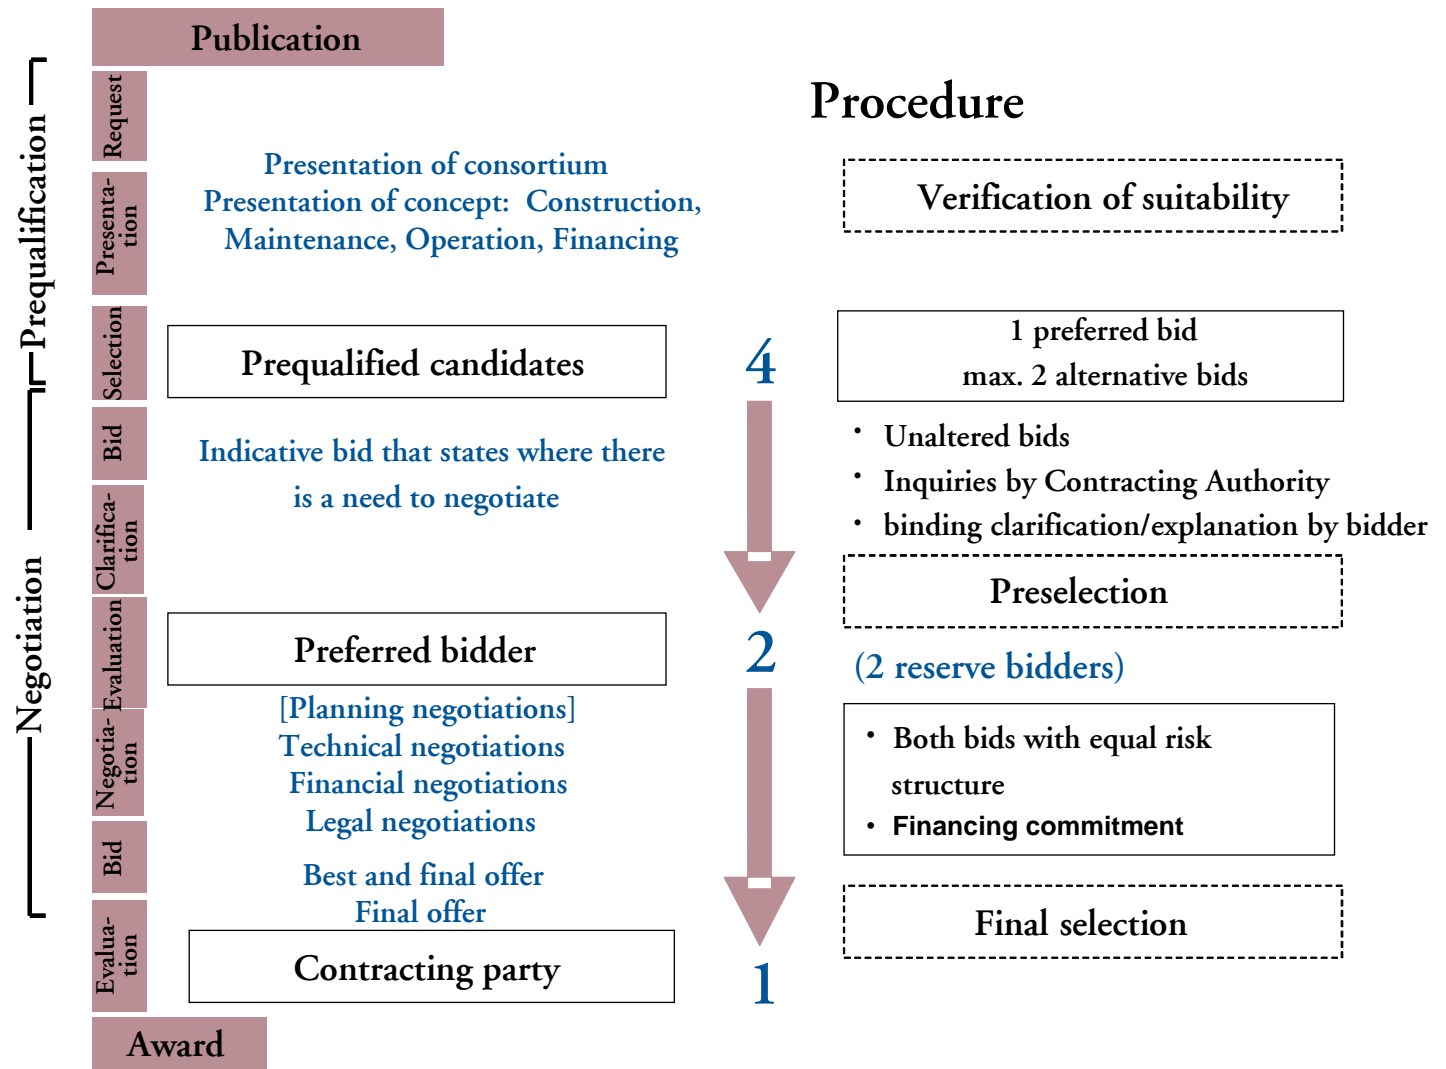 Publication
Procedure
Prequalification
Negotiation
Request
Presenta-
tion
Selection
Bid
Clarifica-
tion
Evaluation
Negotia-
tion
Bid
Evalua-
tion
Award
Presentation of consortium
Presentation of concept: Construction,
Maintenance, Operation, Financing
Verification of suitability
Prequalified candidates
4
1 preferred bid
max. 2 alternative bids
Indicative bid that states where there
is a need to negotiate
• Unaltered bids
• Inquiries by Contracting Authority
• binding clarification/explanation by bidder
Preselection
Preferred bidder
2
(2 reserve bidders)
[Planning negotiations]
Technical negotiations
Financial negotiations
Legal negotiations
• Both bids with equal risk
structure
• Financing commitment
Best and final offer
Final offer
Final selection
Contracting party
1